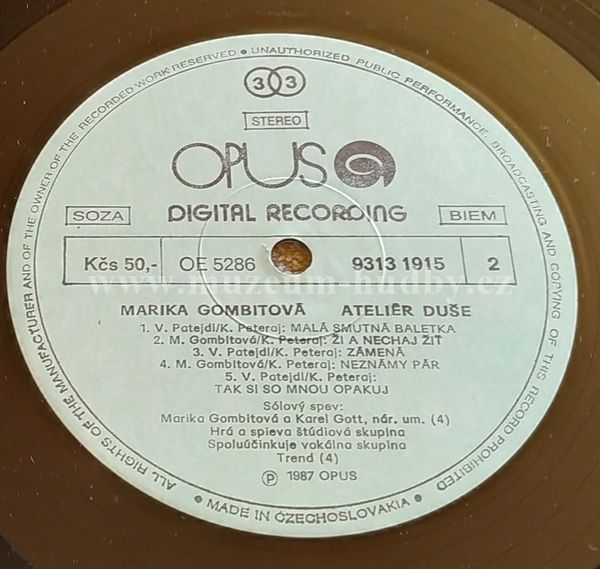 ALL RIGHTS OF THE MANUFACTURER AND OF THE OWNER OF THE RECORDED WORK RESERVED • UNAUTHORIZED PUBLIC PERFORMANCE, BROADCASTING AND COPYING OF THIS RECORD PROHIBITED
33
STEREO
OPUS
SOZA DIGITAL RECORDING BIEM
Kčs 50,- OE 5286 9313 1915 2
www.muzeum-hudby.cz
MARIKA GOMBITOVÁ ATELIÉR DUŠE
1. V. Patejdl/K. Peteraj: MALÁ SMUTNÁ BALETKA
2. M. Gombitová/K. Peteraj: ŽI A NECHAJ ŽIŤ
3. V. Patejdl/K. Peteraj: ZÁMENA
4. M. Gombitová/K. Peteraj: NEZNÁMY PÁR
5. V. Patejdl/K. Peteraj:
TAK SI SO MNOU OPAKUJ
Sólový spev:
Marika Gombitová a Karel Gott, nár. um. (4)
Hrá a spieva štúdiová skupina
Spoluúčinkuje vokálna skupina
Trend (4)
Ⓟ 1987 OPUS
• MADE IN CZECHOSLOVAKIA •